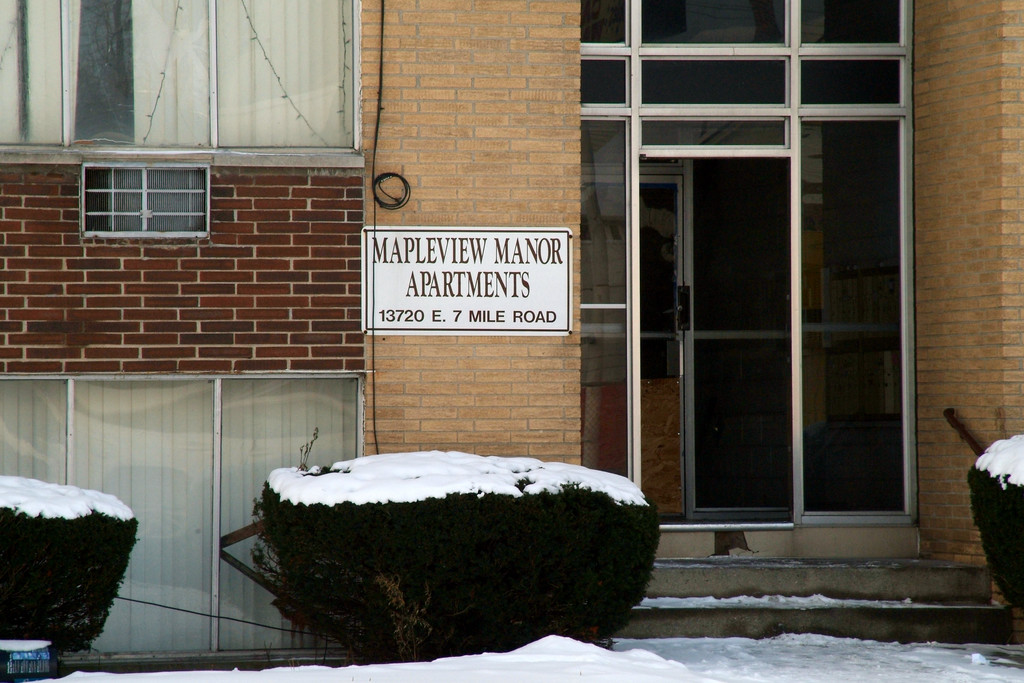 MAPLEVIEW MANOR
APARTMENTS
13720 E. 7 MILE ROAD